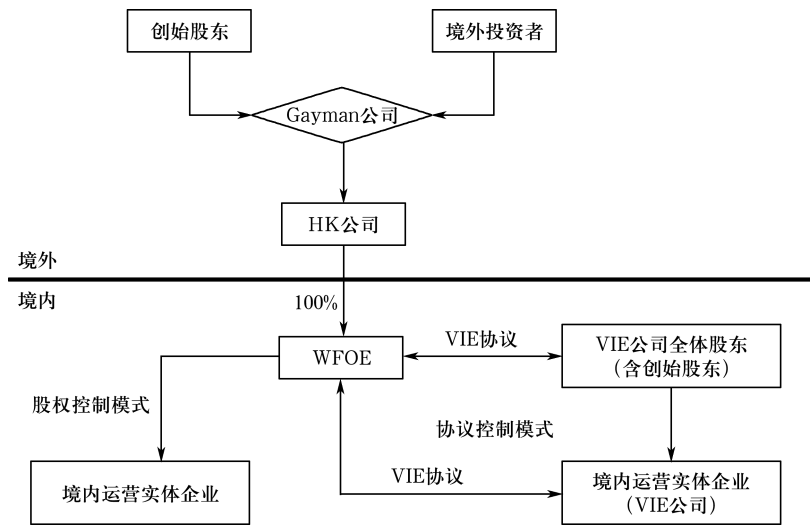 创始股东
境外投资者
Gayman公司
HK公司
境外
境内
100%
WFOE
VIE协议
VIE公司全体股东
（含创始股东）
股权控制模式
协议控制模式
VIE协议
境内运营实体企业
境内运营实体企业
（VIE公司）